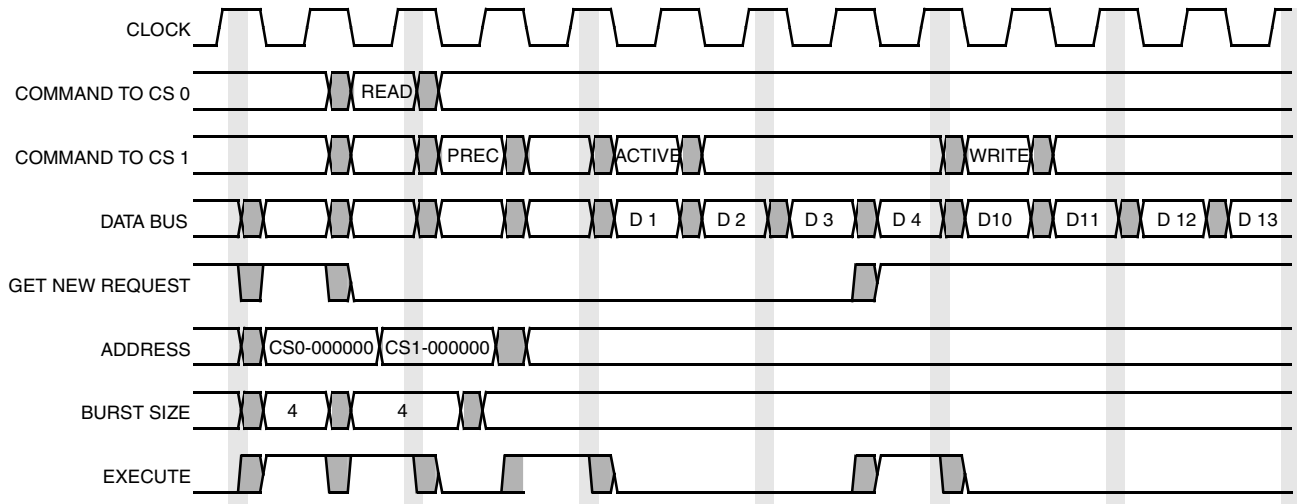 CLOCK
COMMAND TO CS 0 READ
COMMAND TO CS 1 PREC ACTIVE WRITE
DATA BUS D 1 D 2 D 3 D 4 D10 D11 D 12 D 13
GET NEW REQUEST
ADDRESS CS0-000000 CS1-000000
BURST SIZE 4 4
EXECUTE